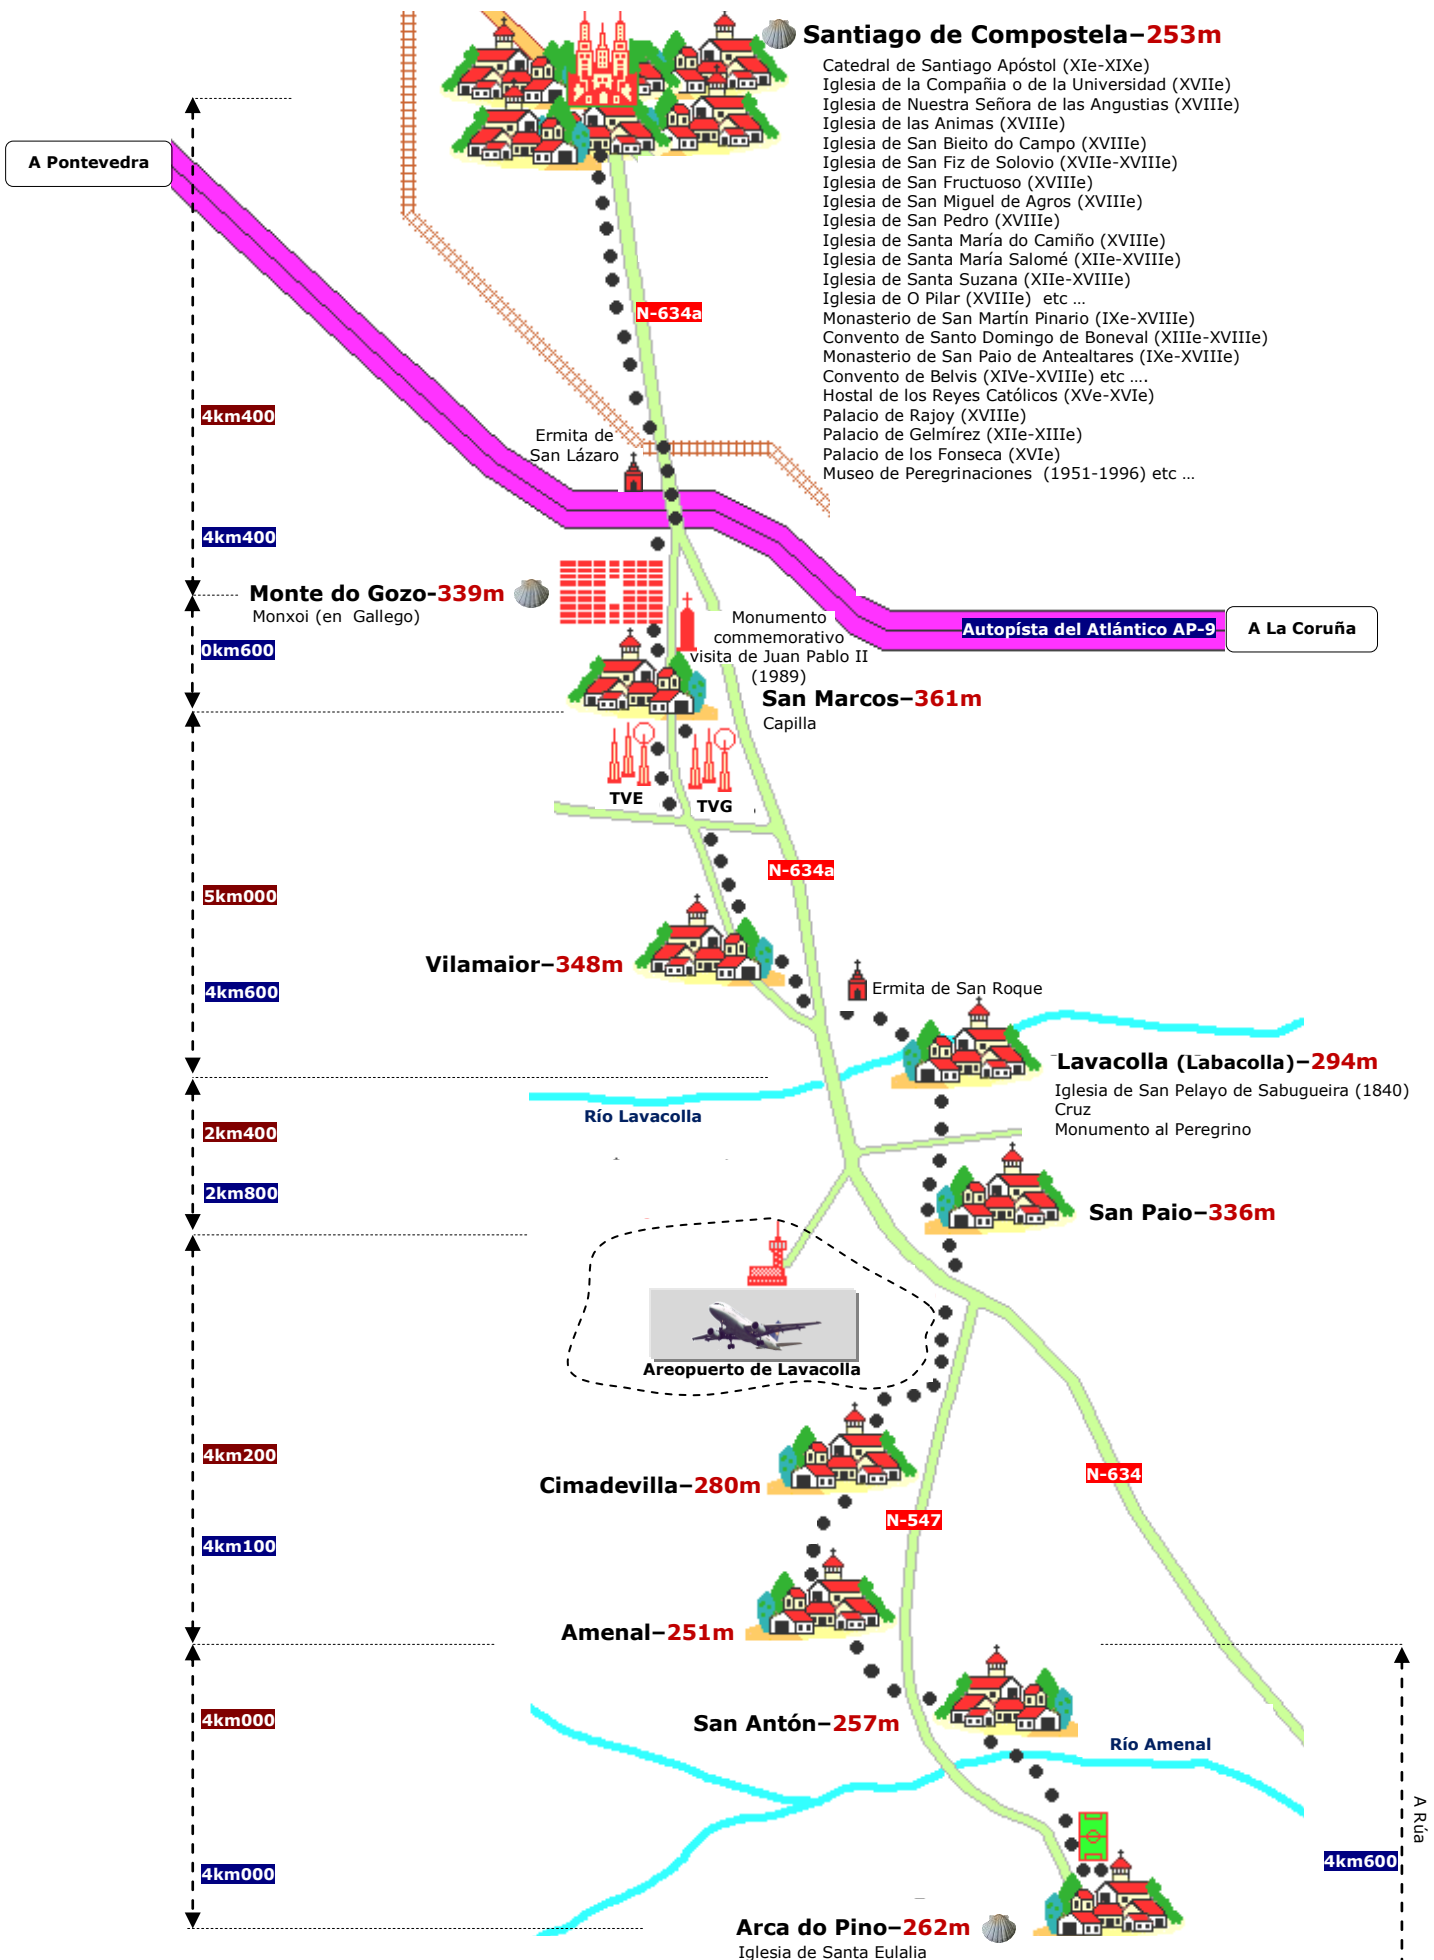 Santiago de Compostela–253m
Catedral de Santiago Apóstol (XIe-XIXe)
Iglesia de la Compañia o de la Universidad (XVIIe)
Iglesia de Nuestra Señora de las Angustias (XVIIIe)
Iglesia de las Animas (XVIIIe)
Iglesia de San Bieito do Campo (XVIIIe)
Iglesia de San Fiz de Solovio (XVIIe-XVIIIe)
Iglesia de San Fructuoso (XVIIIe)
Iglesia de San Miguel de Agros (XVIIIe)
Iglesia de San Pedro (XVIIIe)
Iglesia de Santa María do Camiño (XVIIIe)
Iglesia de Santa María Salomé (XIIe-XVIIIe)
Iglesia de Santa Suzana (XIIe-XVIIIe)
Iglesia de O Pilar (XVIIIe) etc ...
Monasterio de San Martín Pinario (IXe-XVIIIe)
Convento de Santo Domingo de Boneval (XIIIe-XVIIIe)
Monasterio de San Paio de Antealtares (IXe-XVIIIe)
Convento de Belvis (XIVe-XVIIIe) etc ....
Hostal de los Reyes Católicos (XVe-XVIe)
Palacio de Rajoy (XVIIIe)
Palacio de Gelmírez (XIIe-XIIIe)
Palacio de los Fonseca (XVIe)
Museo de Peregrinaciones (1951-1996) etc ...
A Pontevedra
N-634a
4km400
Ermita de
San Lázaro
4km400
Monte do Gozo-339m
Monxoi (en Gallego)
Monumento
commemorativo
visita de Juan Pablo II
(1989)
Autopísta del Atlántico AP-9
A La Coruña
0km600
San Marcos–361m
Capilla
TVE
TVG
N-634a
5km000
Vilamaior–348m
4km600
Ermita de San Roque
Lavacolla (Labacolla)–294m
Iglesia de San Pelayo de Sabugueira (1840)
Cruz
Monumento al Peregrino
Río Lavacolla
2km400
2km800
San Paio–336m
Areopuerto de Lavacolla
4km200
Cimadevilla–280m
N-634
N-547
4km100
Amenal–251m
4km000
San Antón–257m
Río Amenal
A Rúa
4km600
4km000
Arca do Pino–262m
Iglesia de Santa Eulalia